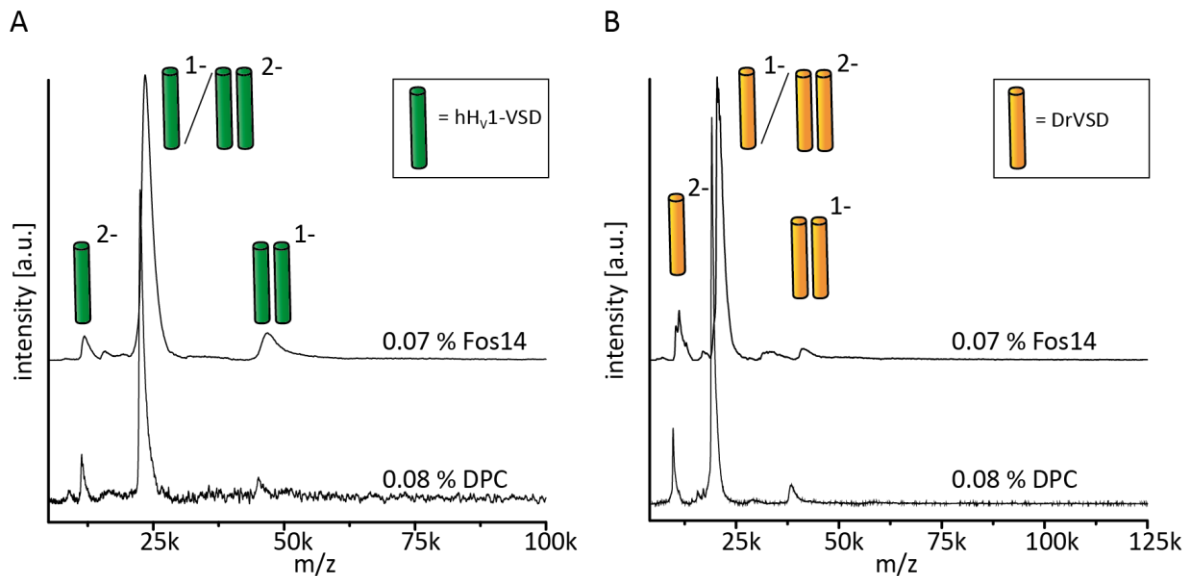 A
1- 2-
= hHV1-VSD
2-
1-
intensity [a.u.]
0.07 % Fos14
0.08 % DPC
25k 50k 75k 100k
m/z
B
1- 2-
= DrVSD
2-
1-
intensity [a.u.]
0.07 % Fos14
0.08 % DPC
25k 50k 75k 100k 125k
m/z